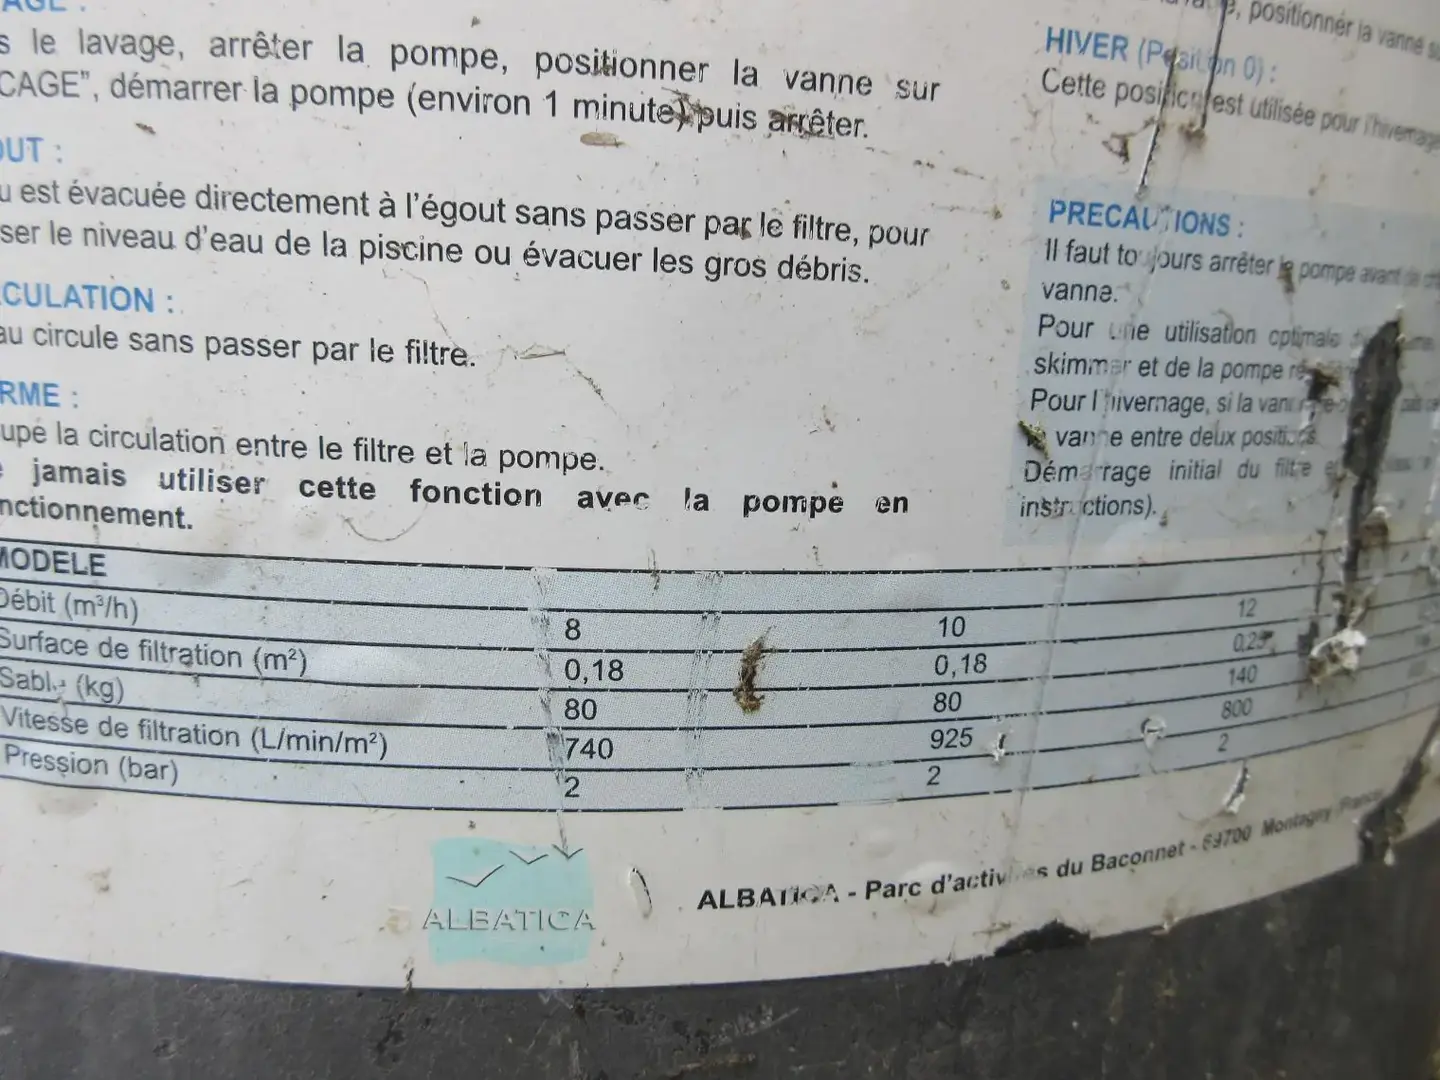 s le lavage, arrêter la pompe, positionner la vanne sur
CAGE", démarrer la pompe (environ 1 minute) puis arrêter.
OUT :
u est évacuée directement à l'égout sans passer par le filtre, pour
ser le niveau d'eau de la piscine ou évacuer les gros débris.
CULATION :
au circule sans passer par le filtre.
RME :
upe la circulation entre le filtre et la pompe.
e jamais utiliser cette fonction avec la pompe en
nctionnement.
positionner la vanne
HIVER (Position 0) :
Cette position est utilisée pour l'hivernage
PRECAUTIONS :
Il faut toujours arrêter la pompe avant de
vanne.
Pour une utilisation optimale
skimmer et de la pompe
Pour l'hivernage, si la
vanne entre deux positions.
Démarrage initial du filtre
instructions).
MODELE
Débit (m³/h) 8 10 12
Surface de filtration (m²) 0,18 0,18 0,25
Sable (kg) 80 80 140
Vitesse de filtration (L/min/m²) 740 925 800
Pression (bar) 2 2 2
ALBATICA
ALBATICA - Parc d'activités du Baconnet - 69700 Montagny France